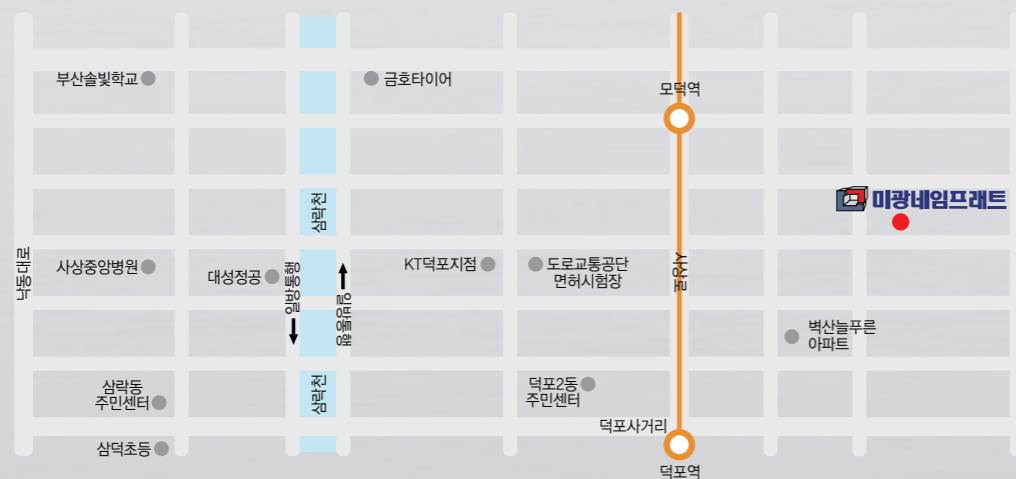 부산솔빛학교
금호타이어
모덕역
미광네임프래트
삼락천
낙동대로
사상중앙병원
대성정공
일방통행
일방통행
KT덕포지점
도로교통공단
면허시험장
사상로
벽산늘푸른
아파트
삼락동
주민센터
삼락천
덕포2동
주민센터
덕포사거리
삼덕초등
덕포역